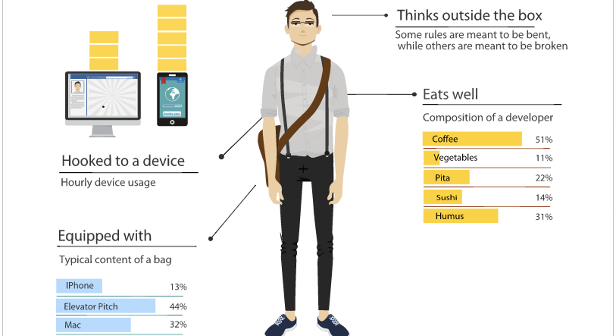 Thinks outside the box
Some rules are meant to be bent,
while others are meant to be broken
Eats well
Composition of a developer
Coffee 51%
Vegetables 11%
Pita 22%
Sushi 14%
Humus 31%
Hooked to a device
Hourly device usage
Equipped with
Typical content of a bag
IPhone 13%
Elevator Pitch 44%
Mac 32%